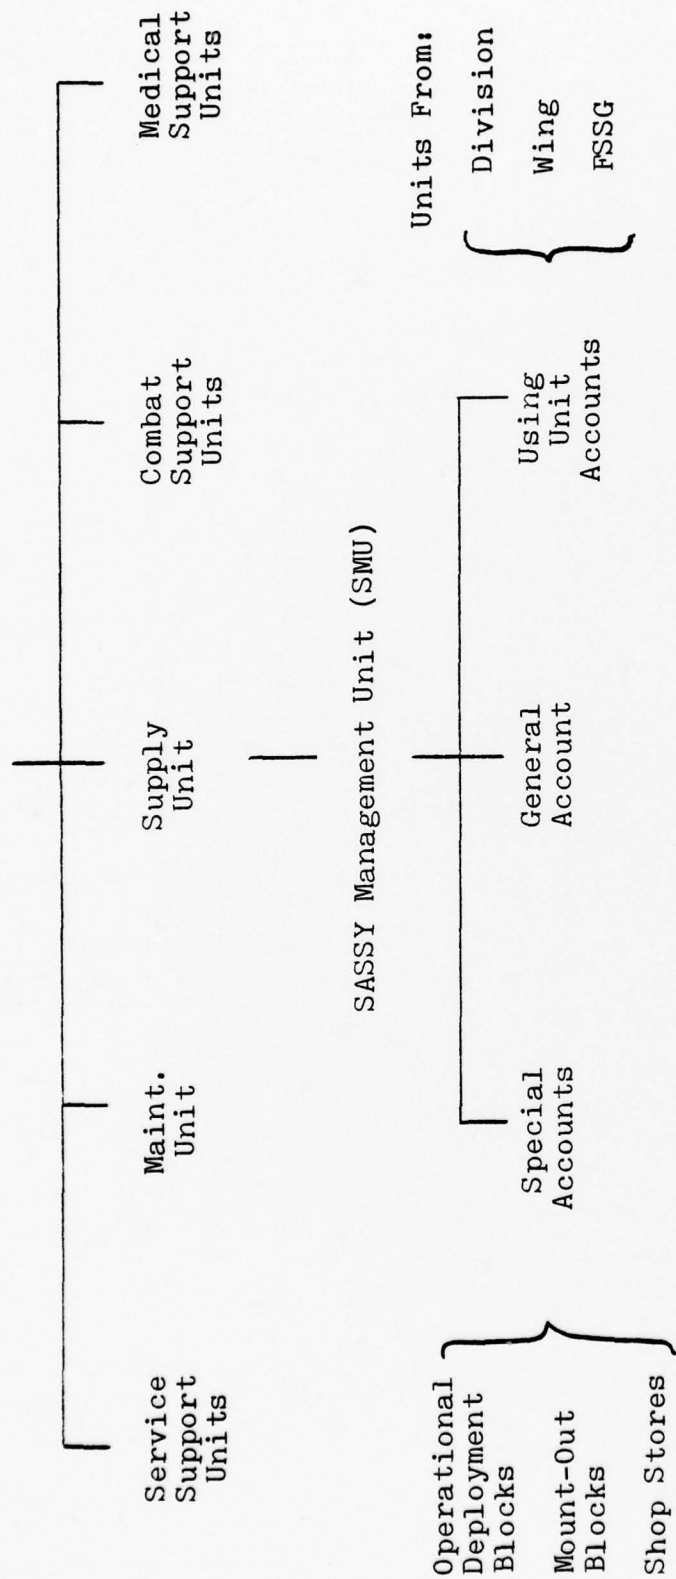 Service
Support
Units
Maint.
Unit
Supply
Unit
Combat
Support
Units
Medical
Support
Units
SASSY Management Unit (SMU)
Operational
Deployment
Blocks
Mount-Out
Blocks
Shop Stores
Special
Accounts
General
Account
Using
Unit
Accounts
Units From:
Division
Wing
FSSG